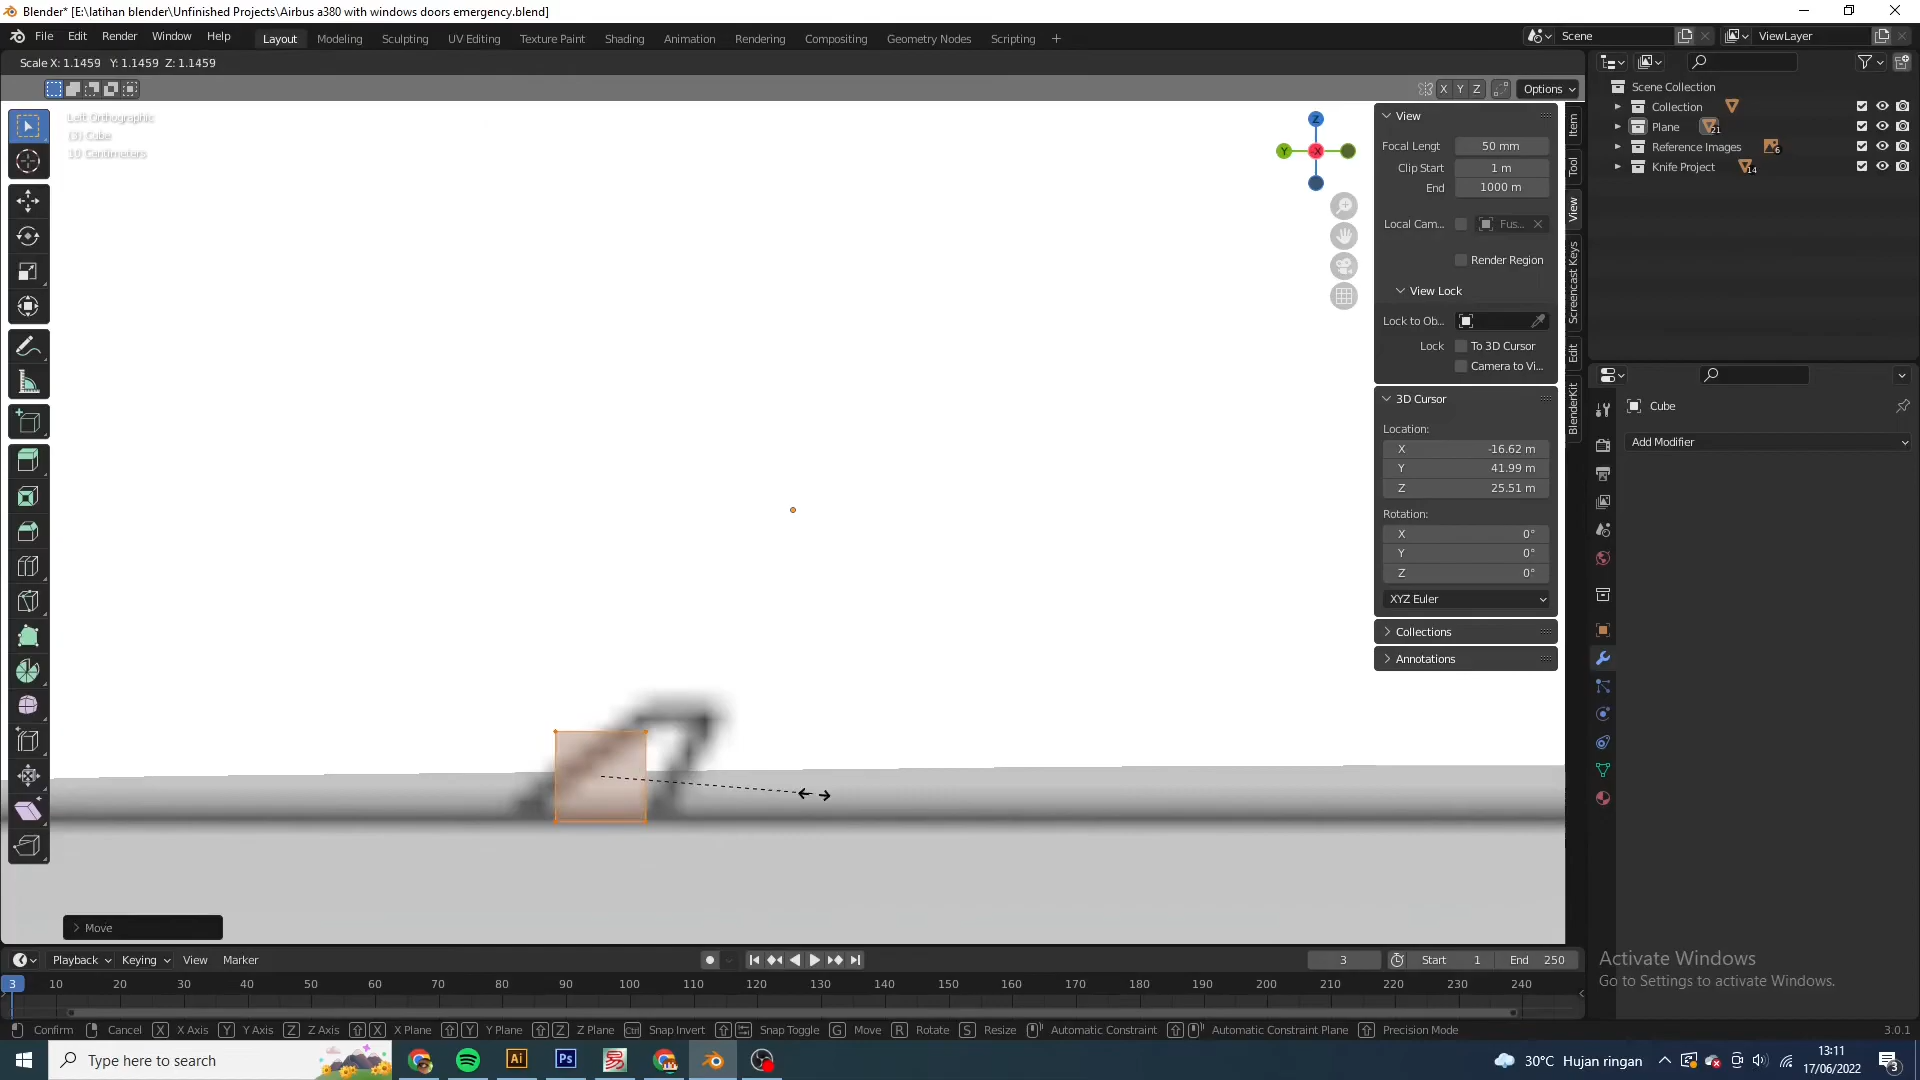 Blender* [E:\latihan blender\Unfinished Projects\Airbus a380 with windows doors emergency.blend]
File Edit Render Window Help Layout Modeling Sculpting UV Editing Texture Paint Shading Animation Rendering Compositing Geometry Nodes Scripting + Scene ViewLayer
Scale X: 1.1459 Y: 1.1459 Z: 1.1459
X Y Z Options
Left Orthographic
(3) Cube
10 Centimeters
Z
Y
X
View
Focal Lengt 50 mm
Clip Start 1 m
End 1000 m
Local Cam... Fus...
Render Region
View Lock
Lock to Ob...
Lock To 3D Cursor
Camera to Vi...
3D Cursor
Location:
X -16.62 m
Y 41.99 m
Z 25.51 m
Rotation:
X 0°
Y 0°
Z 0°
XYZ Euler
Collections
Annotations
Item
Tool
View
Screencast Keys
Edit
BlenderKit
Scene Collection
Collection
Plane 21
Reference Images 6
Knife Project 14
Cube
Add Modifier
Move
Activate Windows
Go to Settings to activate Windows.
Playback Keying View Marker 3 Start 1 End 250
3 10 20 30 40 50 60 70 80 90 100 110 120 130 140 150 160 170 180 190 200 210 220 230 240
Confirm Cancel X X Axis Y Y Axis Z Z Axis X X Plane Y Y Plane Z Z Plane Ctrl Snap Invert Snap Toggle G Move R Rotate S Resize Automatic Constraint Automatic Constraint Plane Precision Mode 3.0.1
Type here to search Ai Ps 30°C Hujan ringan 13:11
17/06/2022 3